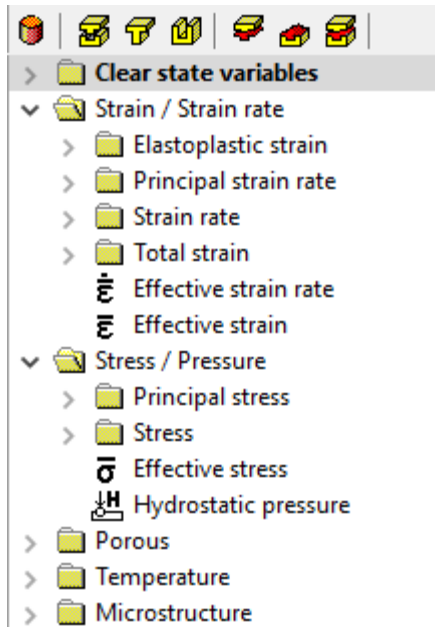 Clear state variables
Strain / Strain rate
Elastoplastic strain
Principal strain rate
Strain rate
Total strain
ε̄̇ Effective strain rate
ε̄ Effective strain
Stress / Pressure
Principal stress
Stress
σ̄ Effective stress
H Hydrostatic pressure
Porous
Temperature
Microstructure